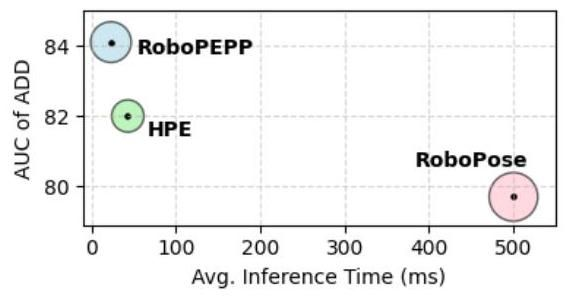 AUC of ADD
84
82
80
RoboPEPP
HPE
RoboPose
0 100 200 300 400 500
Avg. Inference Time (ms)